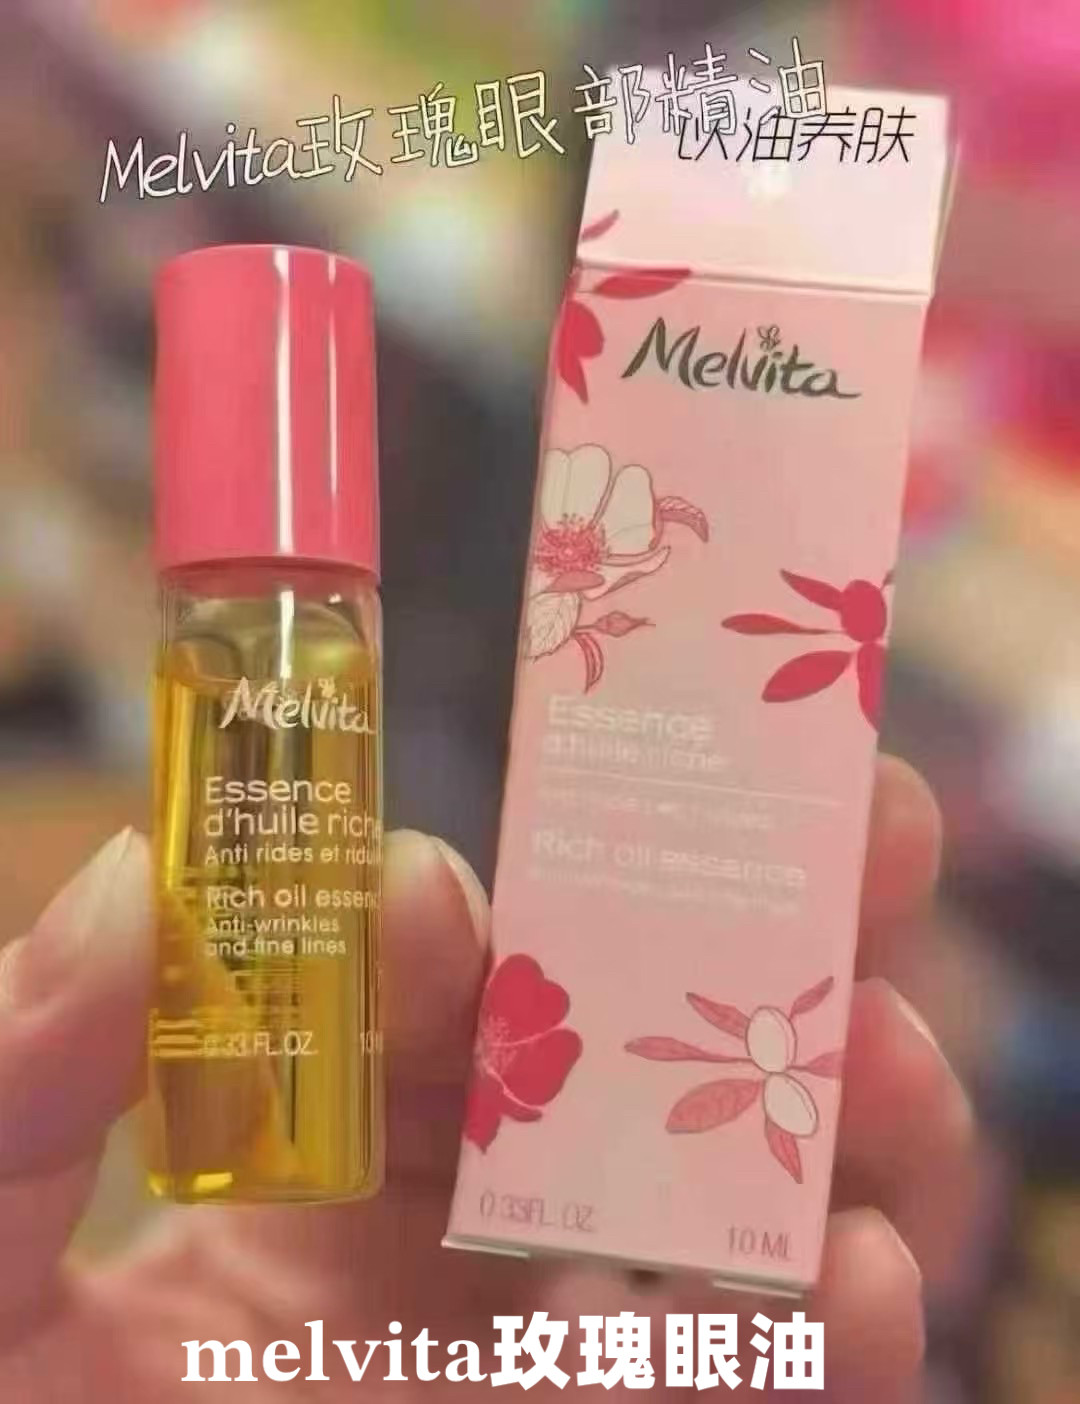 Melvita玫瑰眼部精油
以油养肤
Melvita
Essence
d'huile riche
Anti rides et ridu
Rich oil essen
Anti-wrinkles
and fine lines
0.33 FL.OZ
10
Melvita
Essence
d'huile riche
Rich oil essence
0.33FL.OZ
10 ML
melvita玫瑰眼油